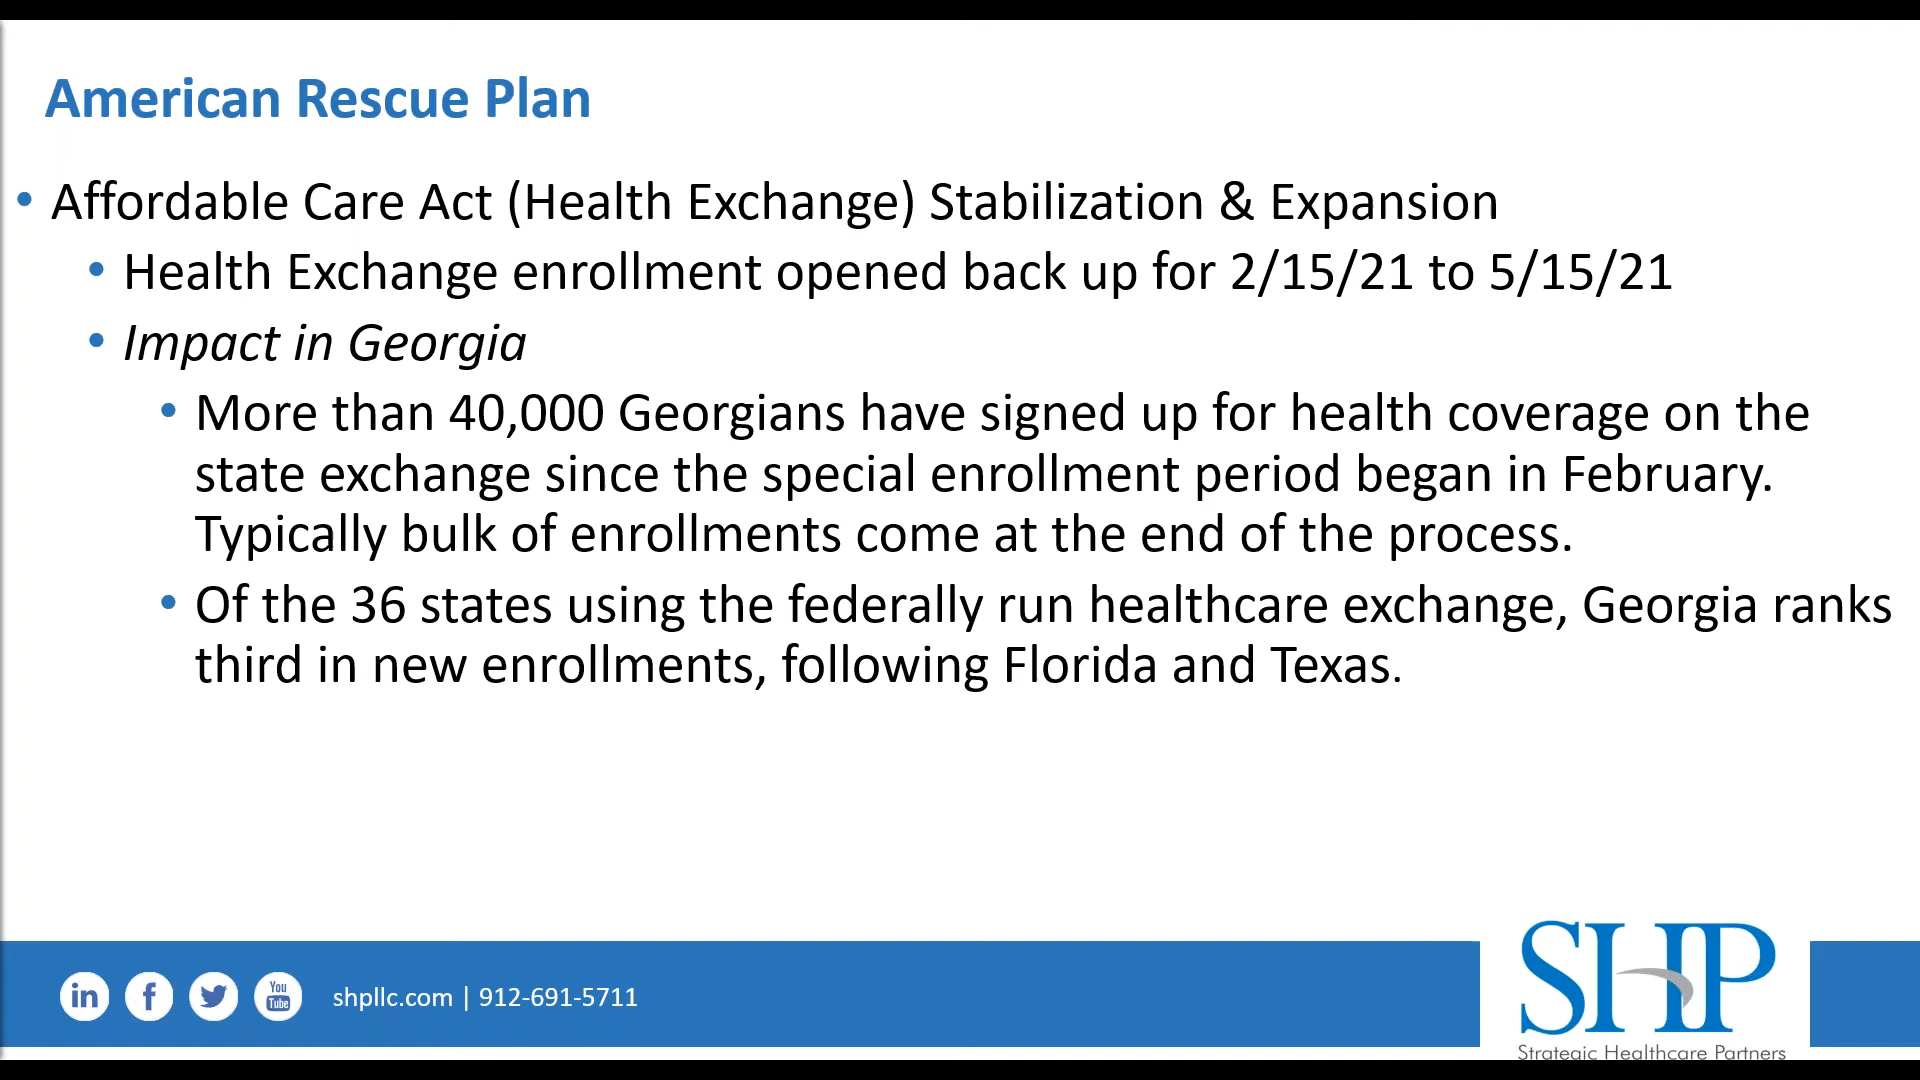 American Rescue Plan
• Affordable Care Act (Health Exchange) Stabilization & Expansion
• Health Exchange enrollment opened back up for 2/15/21 to 5/15/21
• Impact in Georgia
• More than 40,000 Georgians have signed up for health coverage on the
state exchange since the special enrollment period began in February.
Typically bulk of enrollments come at the end of the process.
• Of the 36 states using the federally run healthcare exchange, Georgia ranks
third in new enrollments, following Florida and Texas.
in f You Tube shpllc.com | 912-691-5711
SHP
Strategic Healthcare Partners